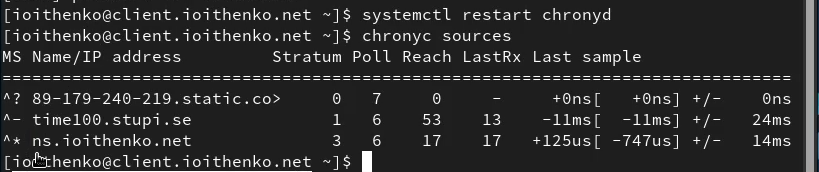 [ioithenko@client.ioithenko.net ~]$ systemctl restart chronyd
[ioithenko@client.ioithenko.net ~]$ chronyc sources
MS Name/IP address         Stratum Poll Reach LastRx Last sample
===============================================================================
^? 89-179-240-219.static.co>     0   7     0     -     +0ns[   +0ns] +/-    0ns
^- time100.stupi.se              1   6    53    13    -11ms[  -11ms] +/-   24ms
^* ns.ioithenko.net              3   6    17    17   +125us[ -747us] +/-   14ms
[ioithenko@client.ioithenko.net ~]$